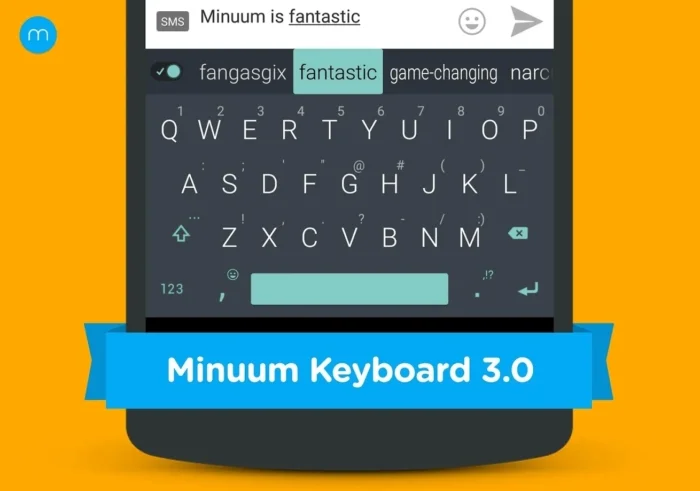 m
SMS Minuum is fantastic
fangasgix fantastic game-changing narc
1 2 3 4 5 6 7 8 9 0
Q W E R T Y U I O P
: ; ' " @ # ( ) _
A S D F G H J K L
... ! , . ? - / :)
Z X C V B N M
123 , . ,!?
Minuum Keyboard 3.0